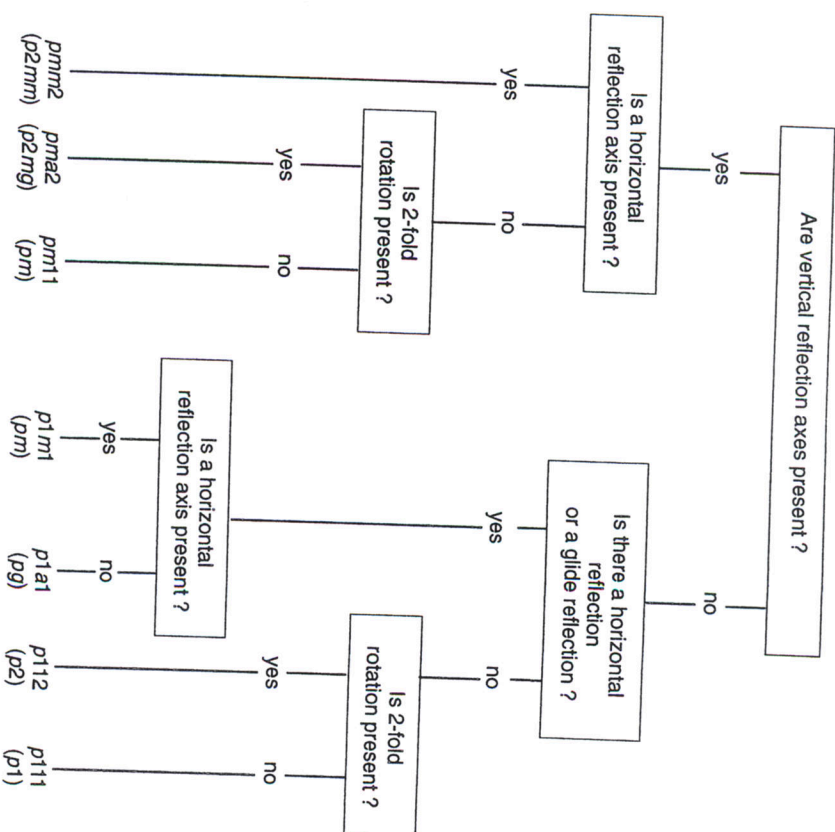 Are vertical reflection axes present ?
yes
no
Is a horizontal
reflection axis present ?
Is there a horizontal
reflection
or a glide reflection ?
yes
no
yes
no
Is 2-fold
rotation present ?
Is 2-fold
rotation present ?
yes
no
Is a horizontal
reflection axis present ?
yes
no
yes
no
pmm2
(p2mm)
pma2
(p2mg)
pm11
(pm)
p1m1
(pm)
p1a1
(pg)
p112
(p2)
p111
(p1)